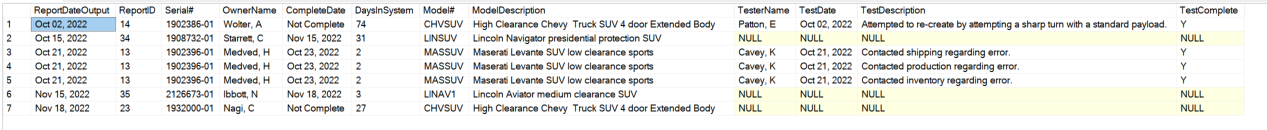 ReportDateOutput ReportID Serial# OwnerName CompleteDate DaysInSystem Model# ModelDescription TesterName TestDate TestDescription TestComplete
1 Oct 02, 2022 14 1902386-01 Wolter, A Not Complete 74 CHVSUV High Clearance Chevy Truck SUV 4 door Extended Body Patton, E Oct 02, 2022 Attempted to re-create by attempting a sharp turn with a standard payload. Y
2 Oct 15, 2022 34 1908732-01 Starrett, C Nov 15, 2022 31 LINSUV Lincoln Navigator presidential protection SUV NULL NULL NULL NULL
3 Oct 21, 2022 13 1902396-01 Medved, H Oct 23, 2022 2 MASSUV Maserati Levante SUV low clearance sports Cavey, K Oct 21, 2022 Contacted shipping regarding error. Y
4 Oct 21, 2022 13 1902396-01 Medved, H Oct 23, 2022 2 MASSUV Maserati Levante SUV low clearance sports Cavey, K Oct 21, 2022 Contacted production regarding error. Y
5 Oct 21, 2022 13 1902396-01 Medved, H Oct 23, 2022 2 MASSUV Maserati Levante SUV low clearance sports Cavey, K Oct 21, 2022 Contacted inventory regarding error. Y
6 Nov 15, 2022 35 2126673-01 Ibbott, N Nov 18, 2022 3 LINAV1 Lincoln Aviator medium clearance SUV NULL NULL NULL NULL
7 Nov 18, 2022 23 1932000-01 Nagi, C Not Complete 27 CHVSUV High Clearance Chevy Truck SUV 4 door Extended Body NULL NULL NULL NULL